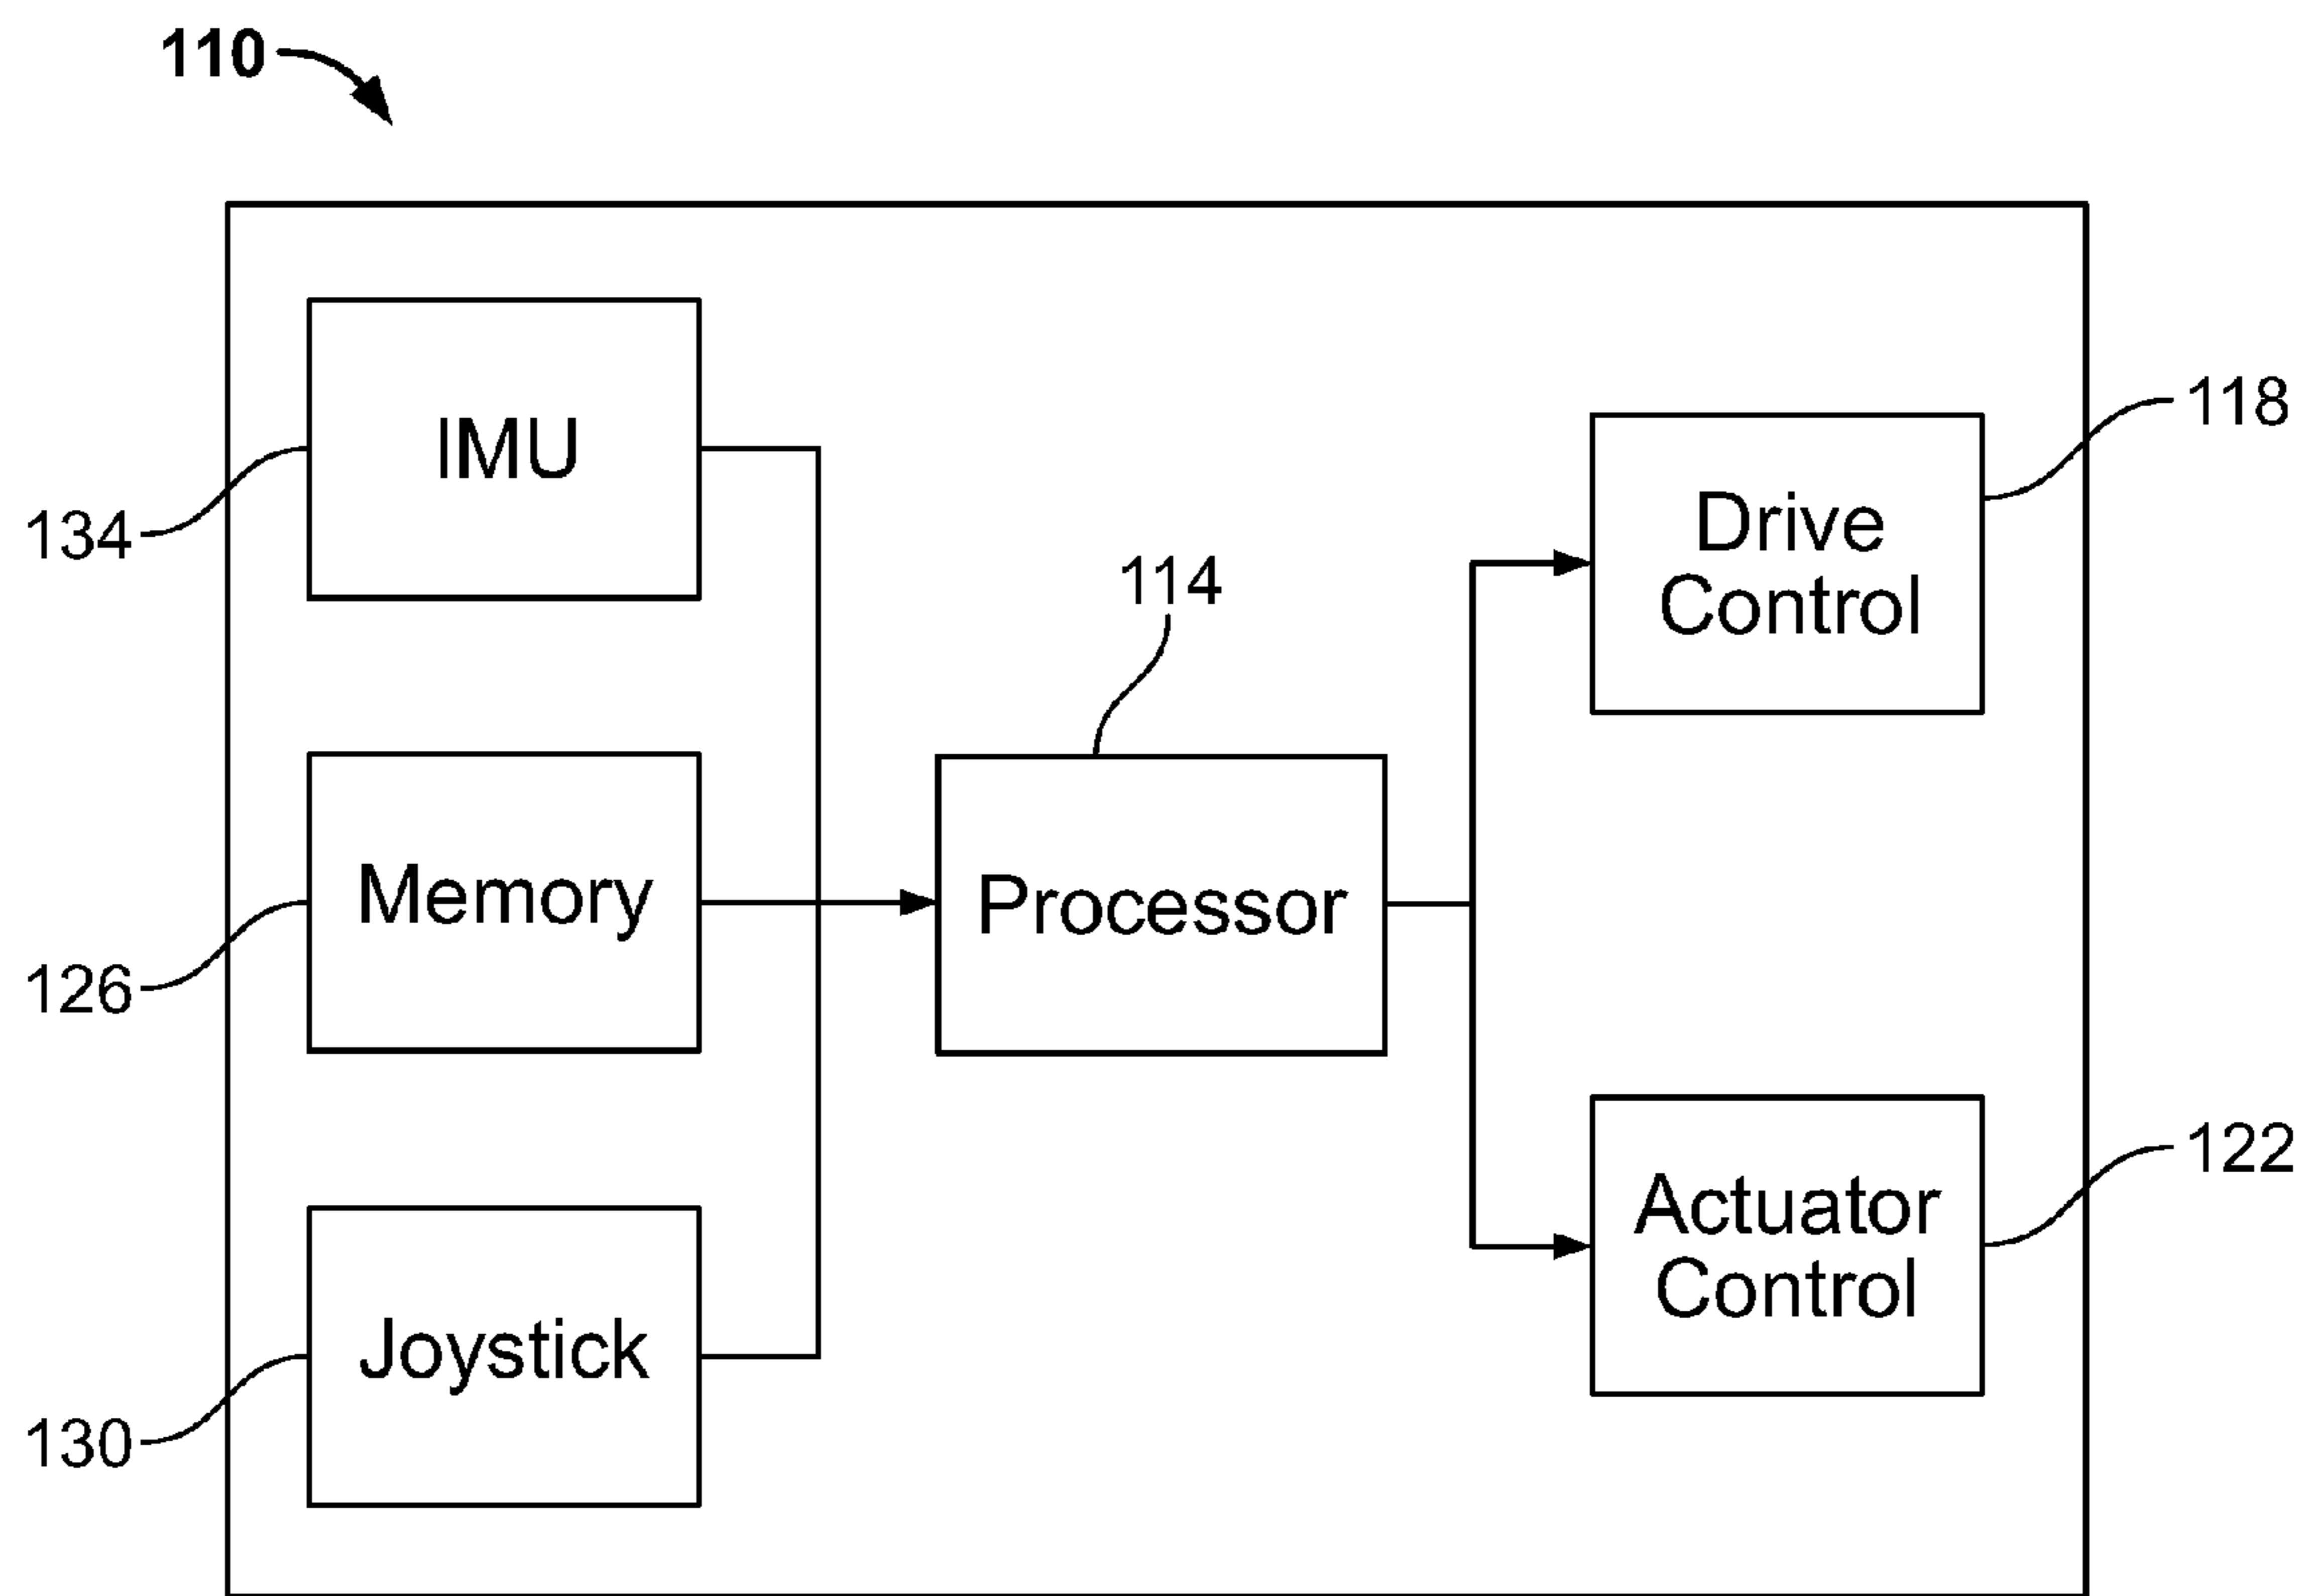 110
IMU
134
118
Drive
Control
114
Memory
126
Processor
122
Actuator
Control
Joystick
130